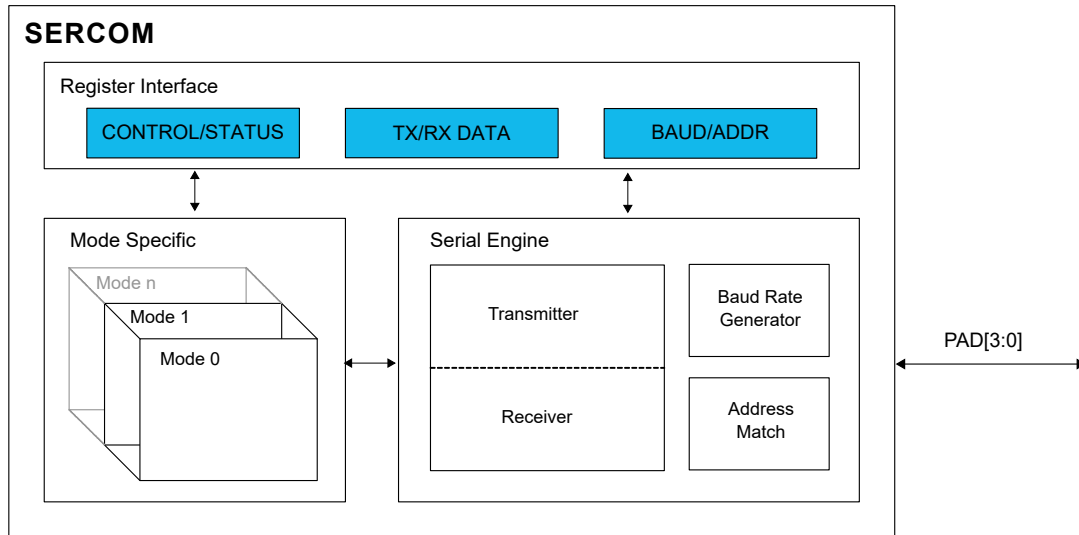 SERCOM
Register Interface
CONTROL/STATUS
TX/RX DATA
BAUD/ADDR
Mode Specific
Mode n
Mode 1
Mode 0
Serial Engine
Transmitter
Receiver
Baud Rate
Generator
Address
Match
PAD[3:0]